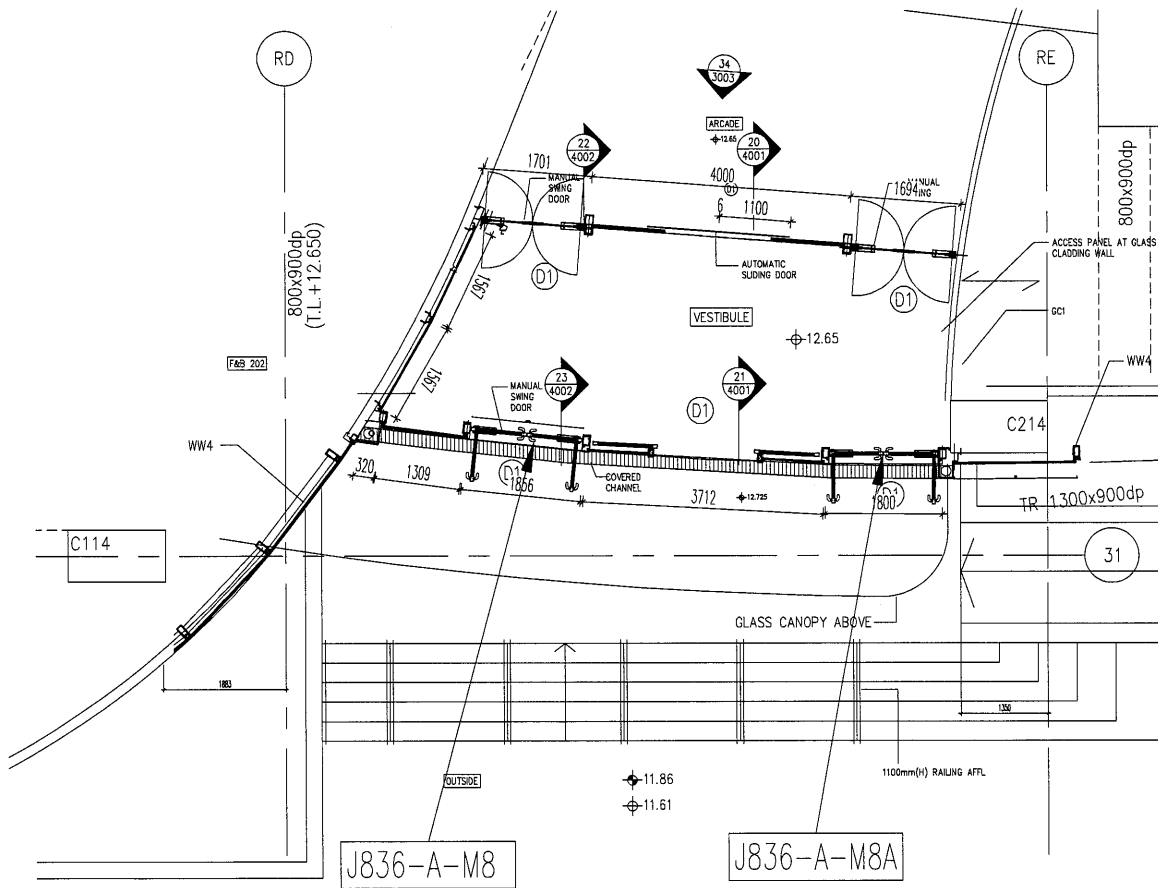 RD
RE
34
3003
ARCADE
12.65
22
4002
20
4001
1701
4000
D1
MANUAL
SWING
DOOR
1694
6 1100
800x900dp
800x900dp
(T.L.+12.650)
AUTOMATIC
SLIDING DOOR
ACCESS PANEL AT GLASS
CLADDING WALL
D1
D1
1567
GC1
VESTIBULE
12.65
F&B 202
WW4
23
4002
21
4001
1567
MANUAL
SWING
DOOR
D1
C214
WW4
320
1309
D1
1856
COVERED
CHANNEL
3712
12.725
D1
1800
TR 1300x900dp
C114
31
GLASS CANOPY ABOVE
1883
1350
1100mm(H) RAILING AFFL
OUTSIDE
11.86
11.61
J836-A-M8
J836-A-M8A